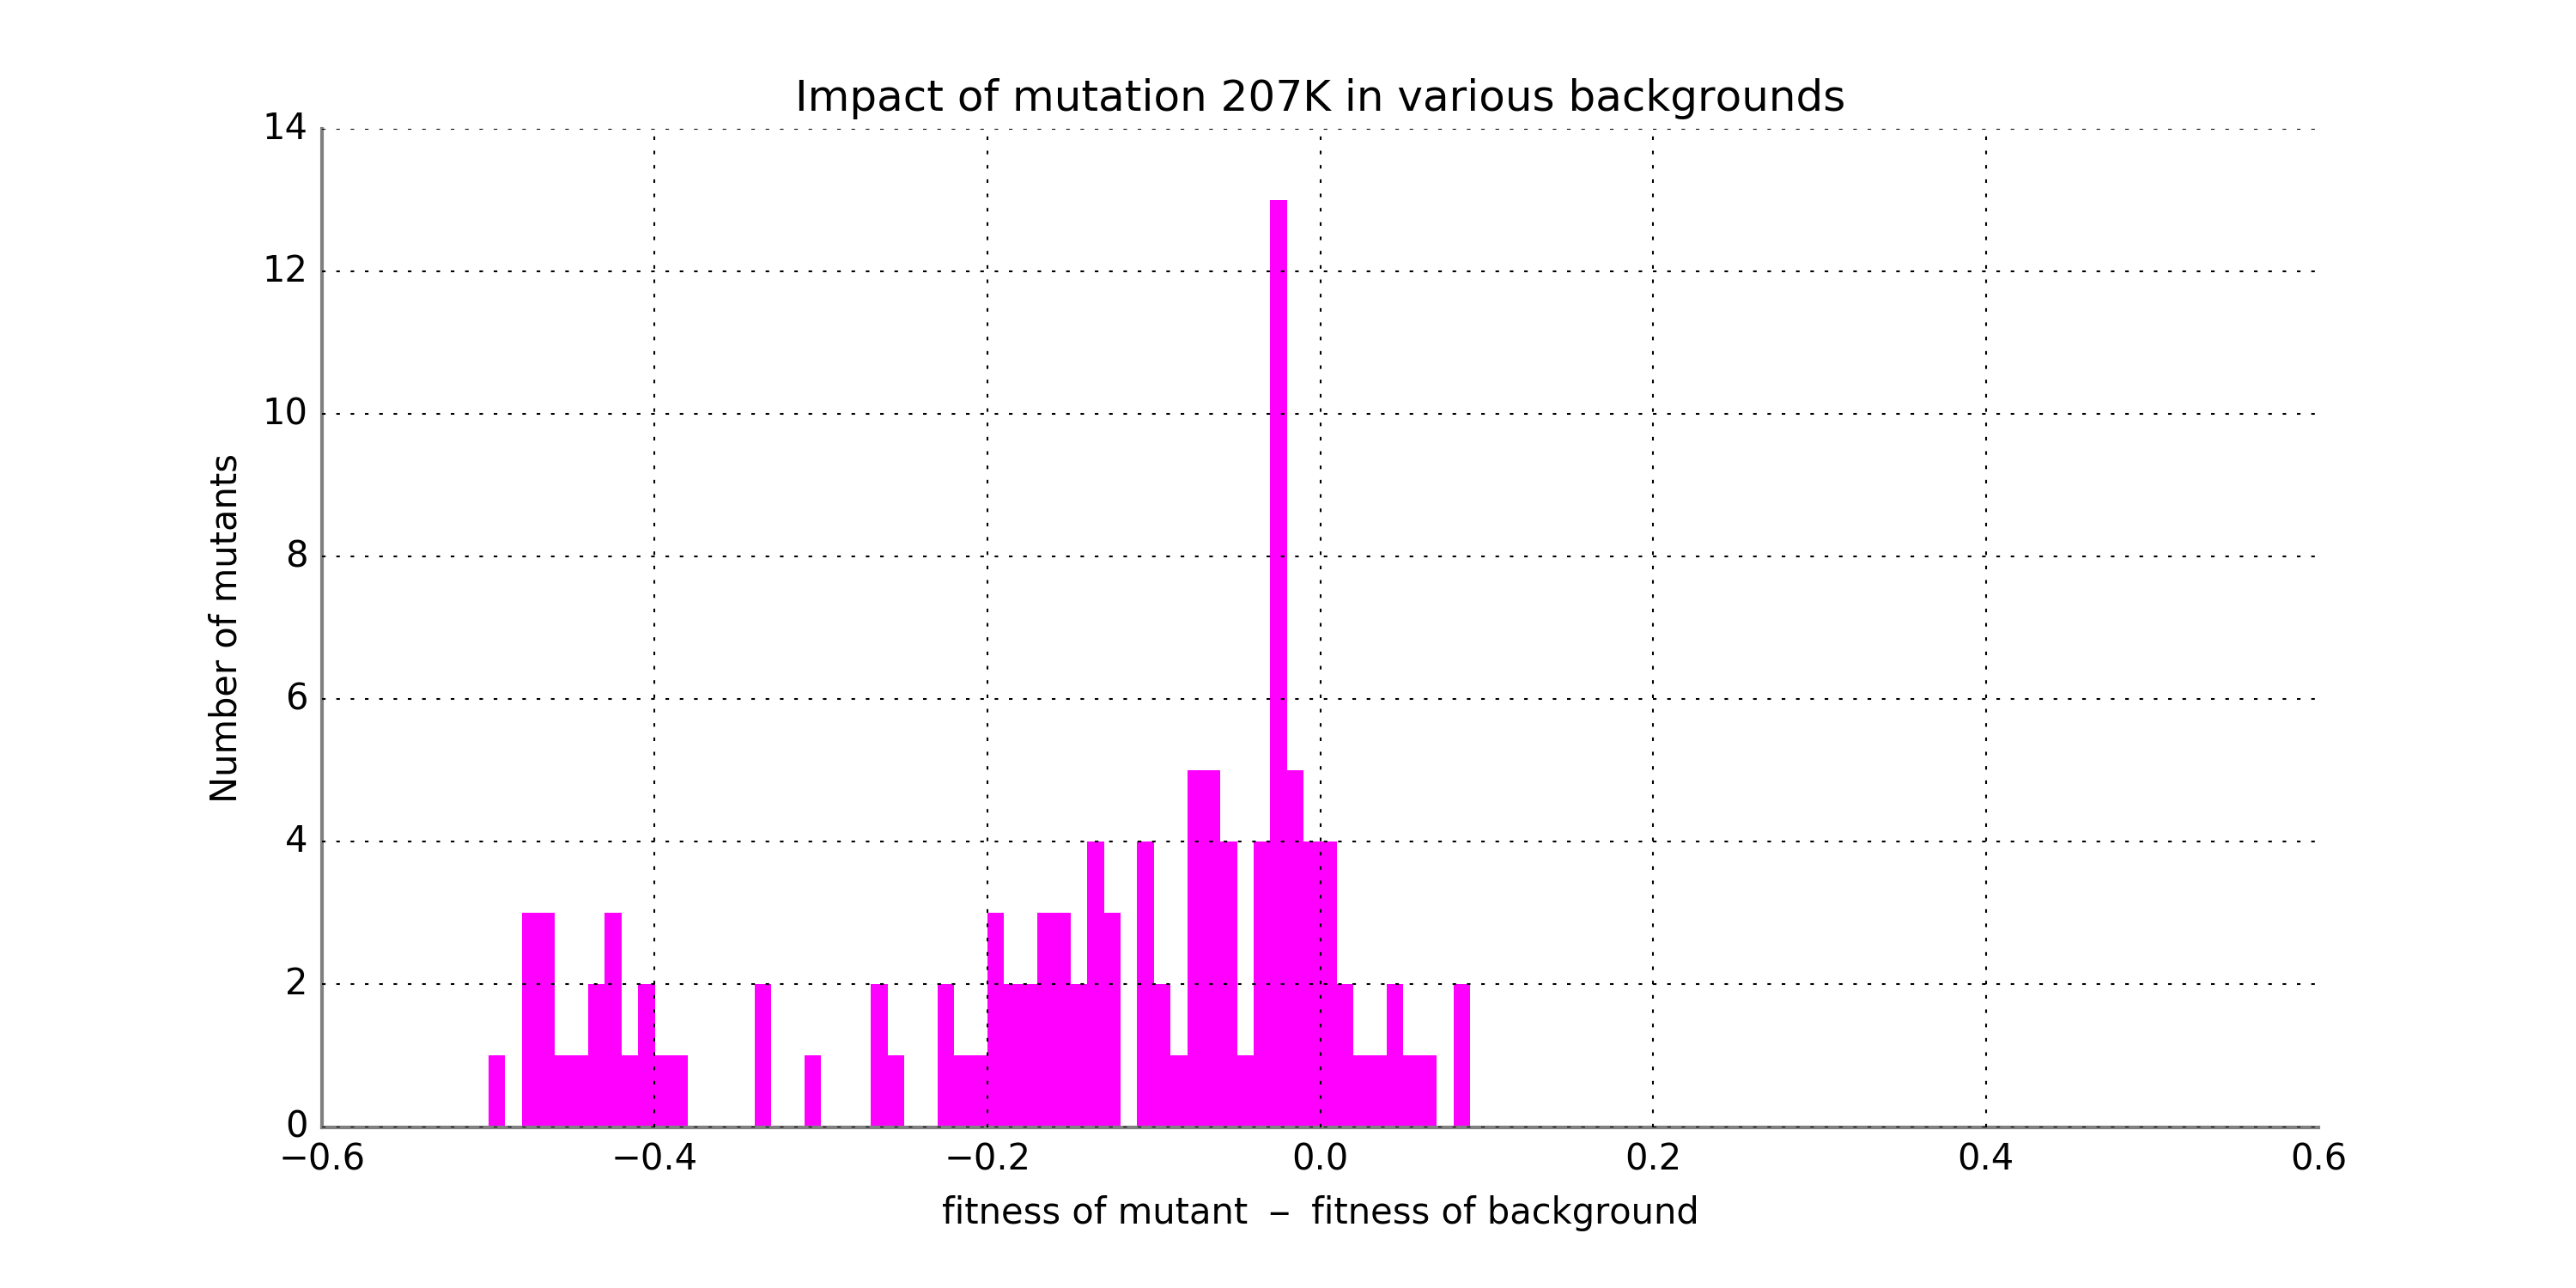 Impact of mutation 207K in various backgrounds
14
12
10
8
6
4
2
0
Number of mutants
−0.6 −0.4 −0.2 0.0 0.2 0.4 0.6
fitness of mutant − fitness of background